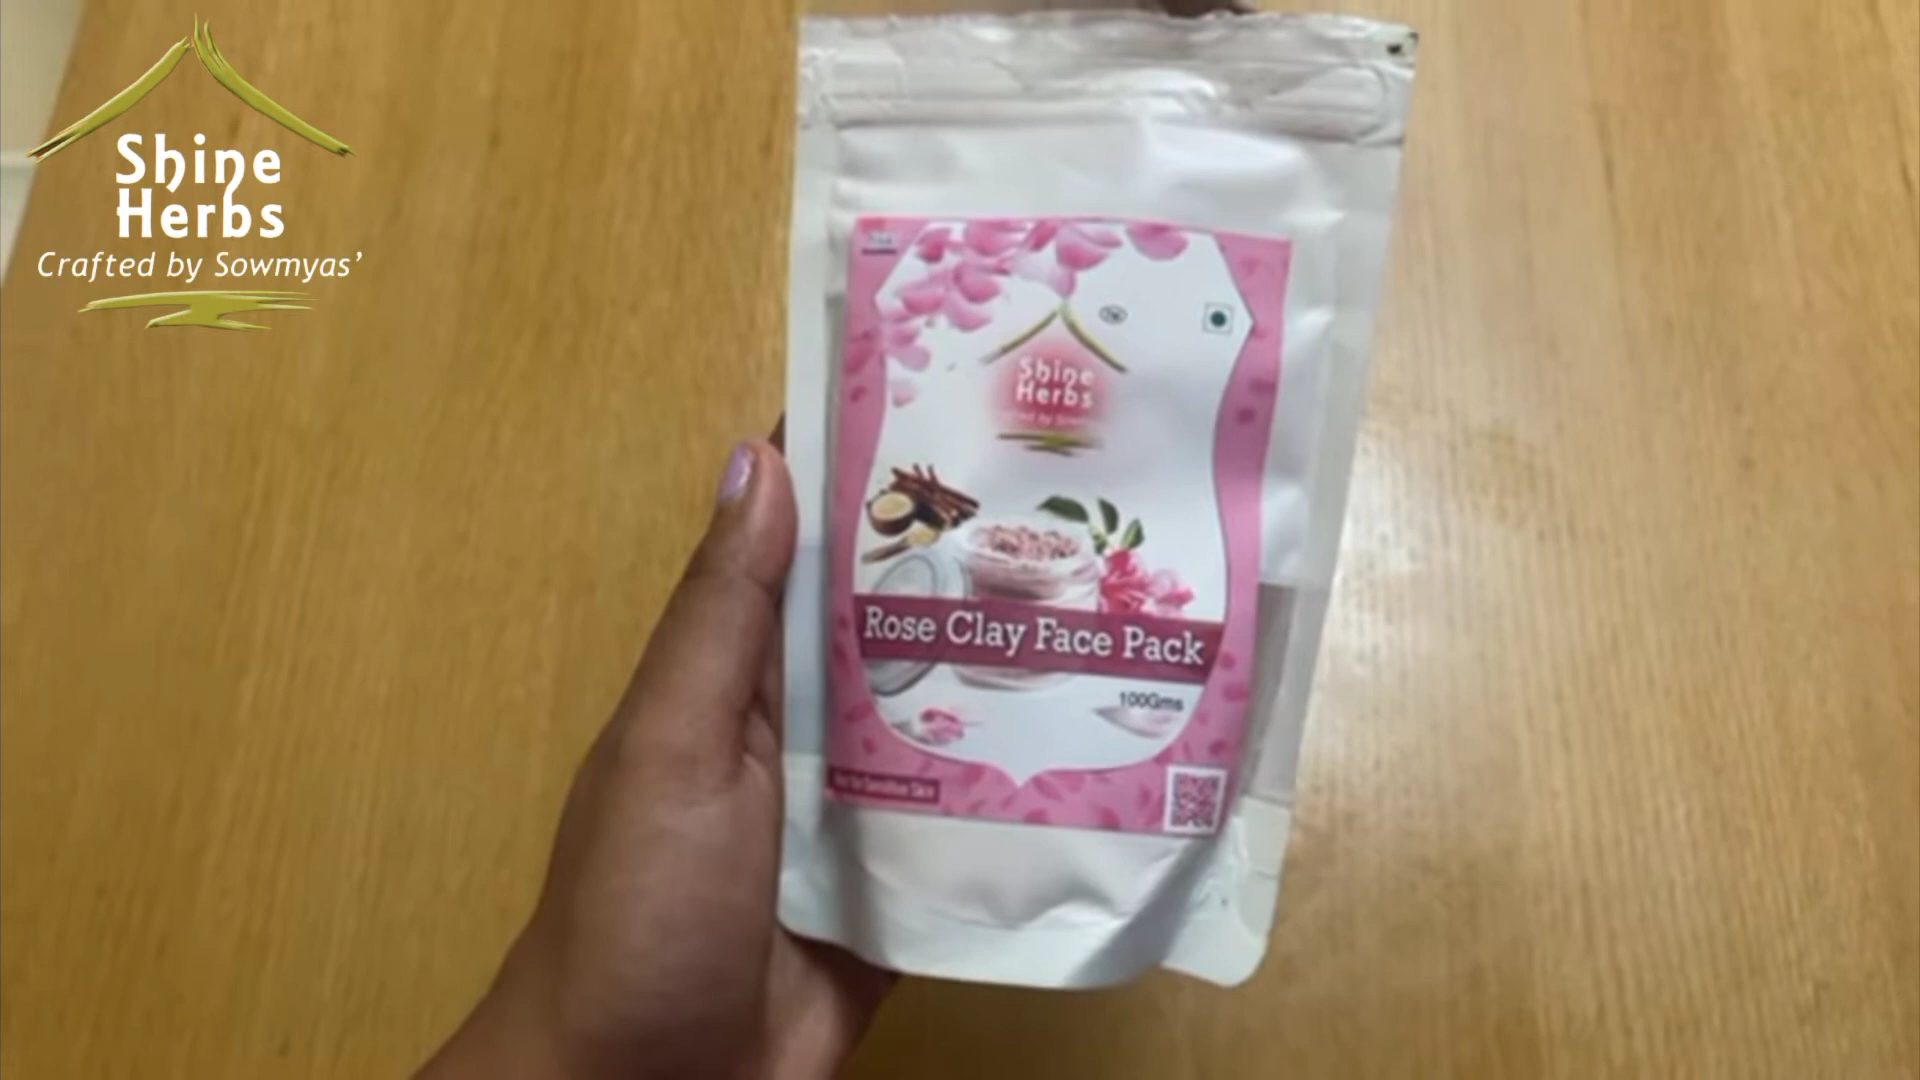 Shine
Herbs
Crafted by Sowmyas’
Shine
Herbs
Rose Clay Face Pack
100Gms